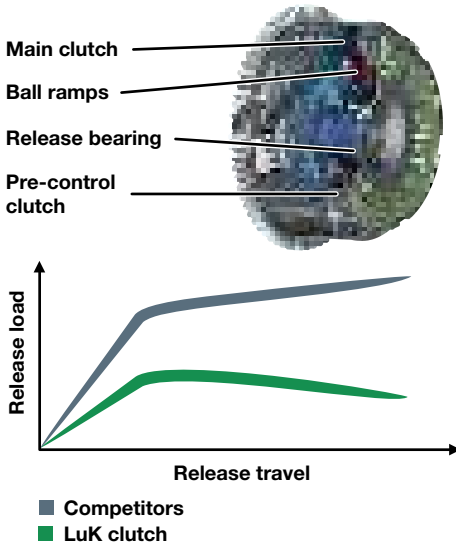 Main clutch
Ball ramps
Release bearing
Pre-control
clutch
Release load
Release travel
Competitors
LuK clutch